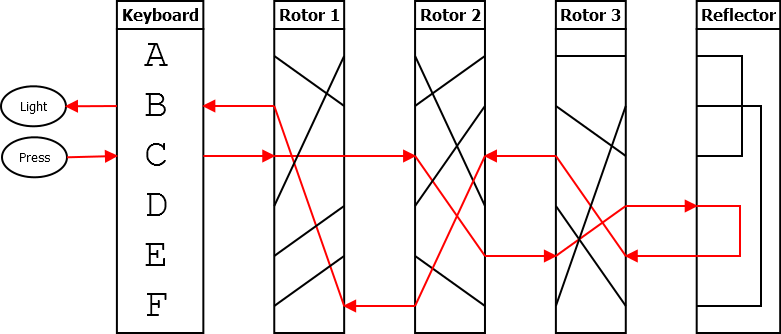 Keyboard Rotor 1 Rotor 2 Rotor 3 Reflector
A
Light B
Press C
D
E
F